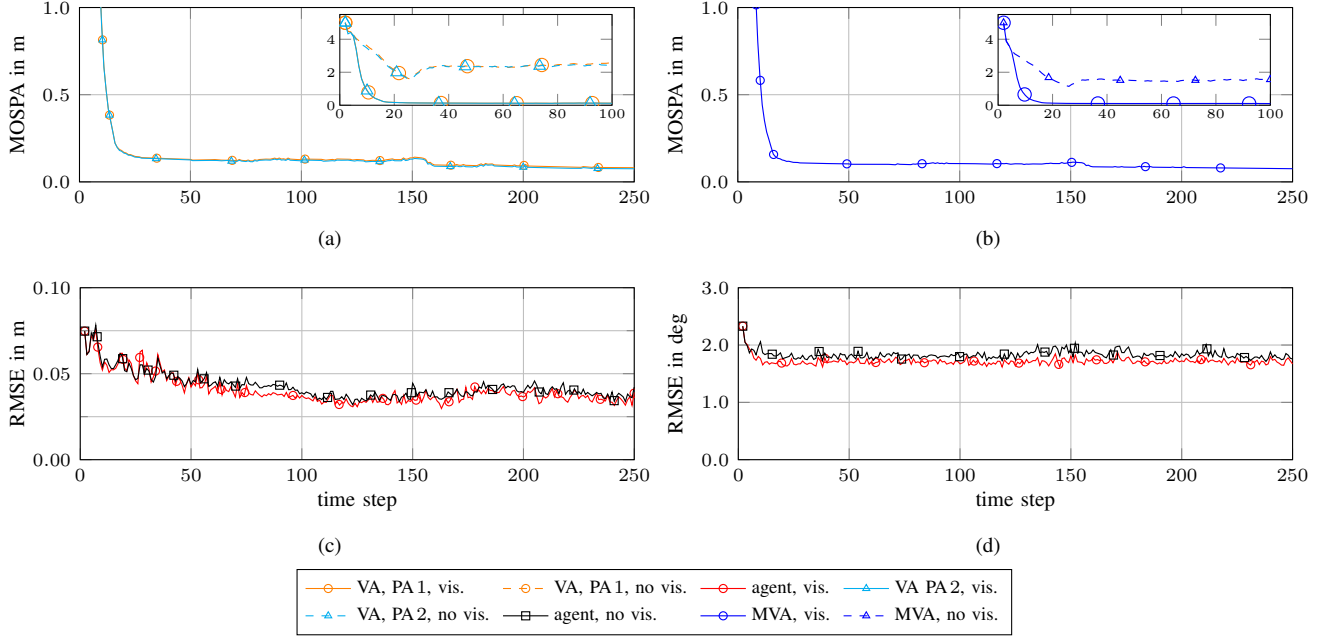 MOSPA in m
1.0
0.5
0.0
0 50 100 150 200 250
4
2
0
0 20 40 60 80 100
(a)
MOSPA in m
1.0
0.5
0.0
0 50 100 150 200 250
4
2
0
0 20 40 60 80 100
(b)
RMSE in m
0.10
0.05
0.00
0 50 100 150 200 250
time step
(c)
RMSE in deg
3.0
2.0
1.0
0.0
0 50 100 150 200 250
time step
(d)
VA, PA 1, vis. VA, PA 1, no vis. agent, vis. VA PA 2, vis.
VA, PA 2, no vis. agent, no vis. MVA, vis. MVA, no vis.